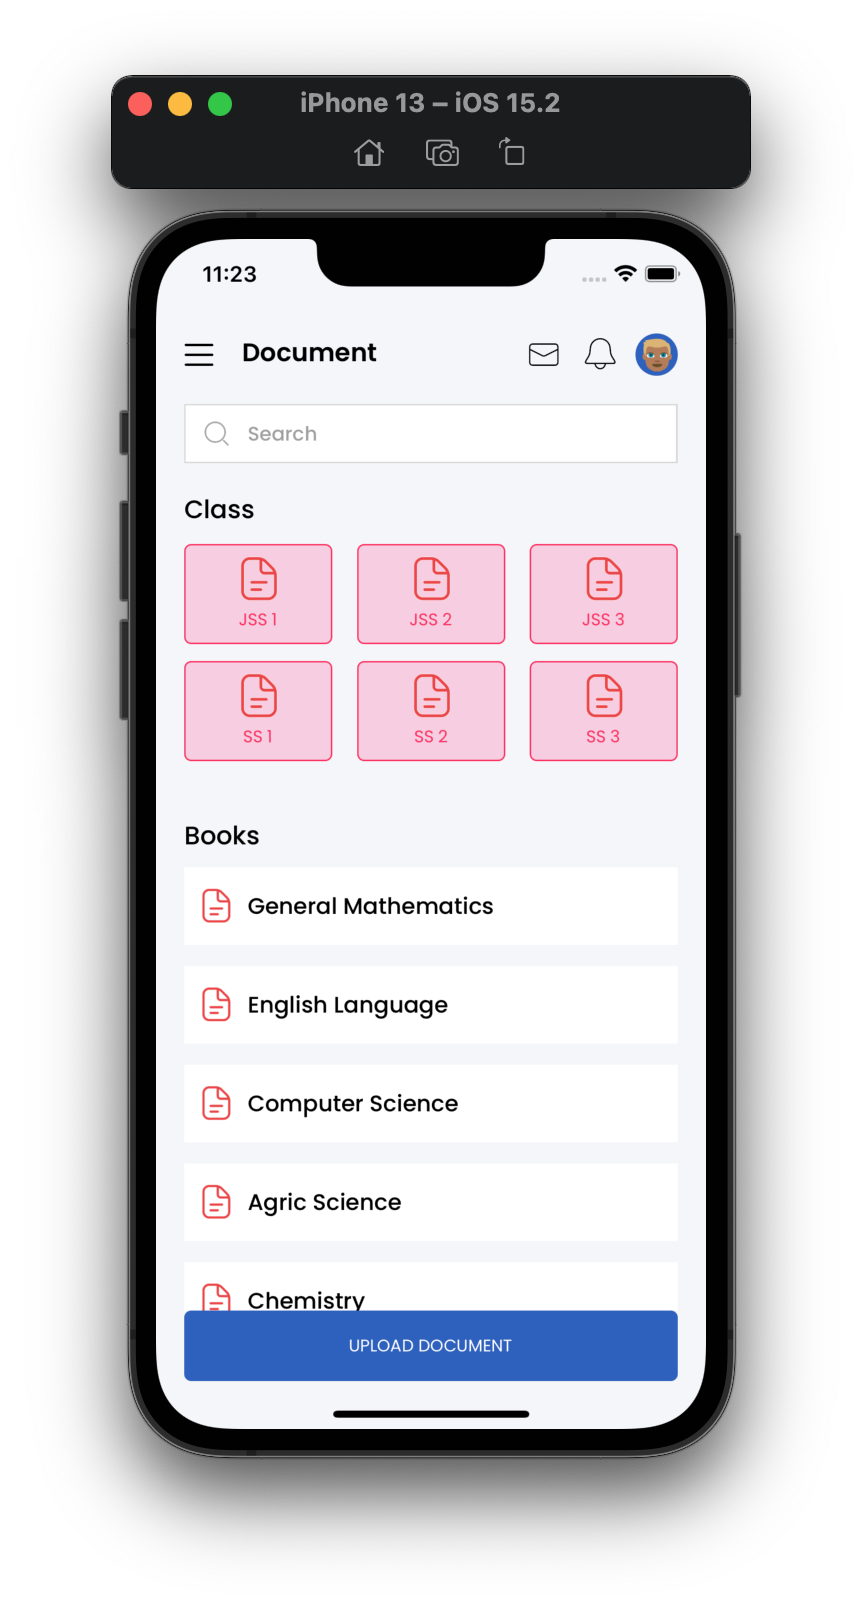 iPhone 13 – iOS 15.2
11:23
Document
Search
Class
JSS 1
JSS 2
JSS 3
SS 1
SS 2
SS 3
Books
General Mathematics
English Language
Computer Science
Agric Science
Chemistry
UPLOAD DOCUMENT